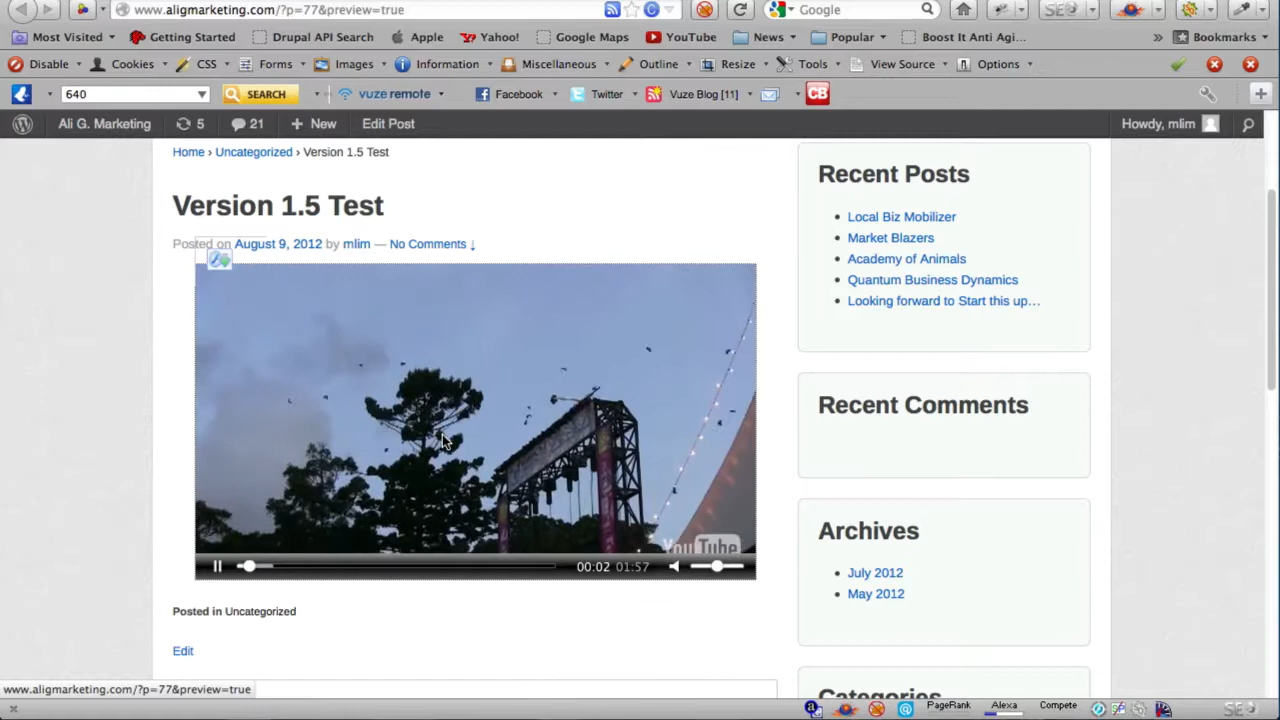 www.aligmarketing.com/?p=77&preview=true
Google
SE
Most Visited
Getting Started
Drupal API Search
Apple
Yahoo!
Google Maps
YouTube
News
Popular
Boost It Anti Agi...
»
Bookmarks
Disable
Cookies
CSS
Forms
Images
Information
Miscellaneous
Outline
Resize
Tools
View Source
Options
640
SEARCH
vuze remote
Facebook
Twitter
Vuze Blog [11]
CB
Ali G. Marketing
5
21
+ New
Edit Post
Howdy, mlim
Home › Uncategorized › Version 1.5 Test
Version 1.5 Test
Posted on August 9, 2012 by mlim — No Comments ↓
YouTube
00:02 01:57
Posted in Uncategorized
Edit
Recent Posts
Local Biz Mobilizer
Market Blazers
Academy of Animals
Quantum Business Dynamics
Looking forward to Start this up…
Recent Comments
Archives
July 2012
May 2012
Categories
www.aligmarketing.com/?p=77&preview=true
PageRank
Alexa
Compete
SE